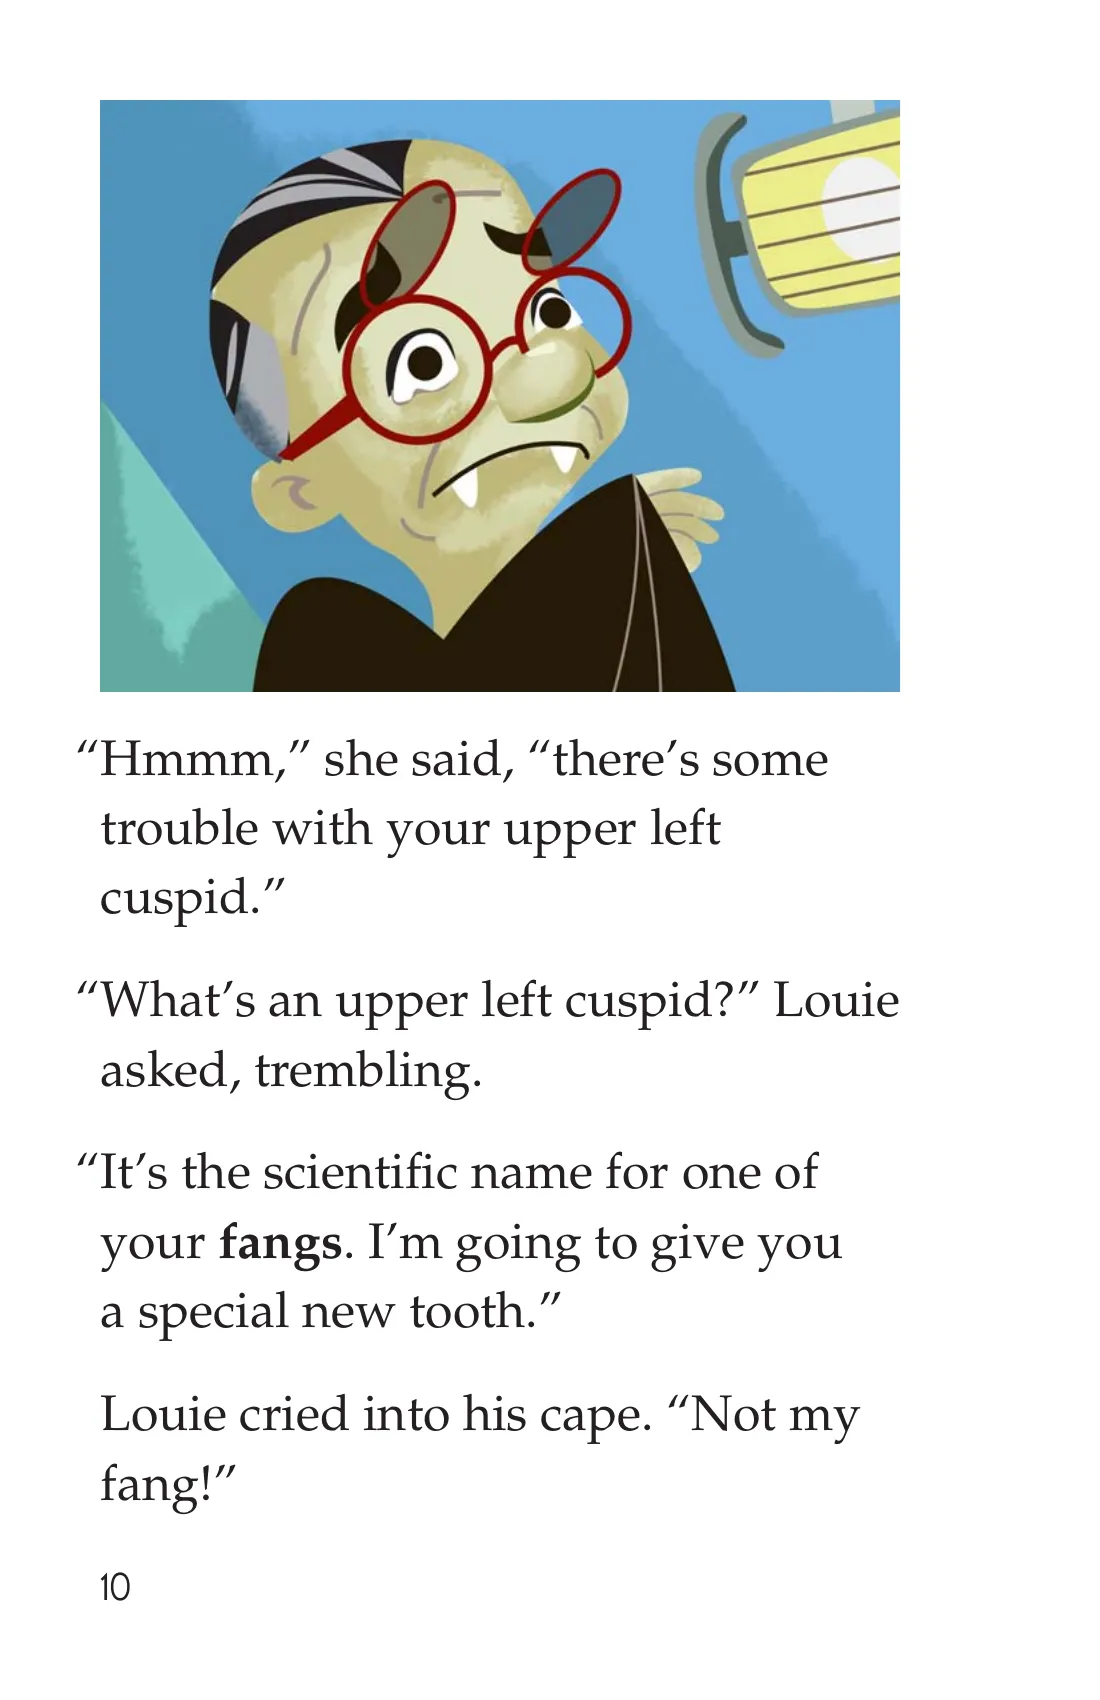 “Hmmm,” she said, “there’s some
trouble with your upper left
cuspid.”
“What’s an upper left cuspid?” Louie
asked, trembling.
“It’s the scientific name for one of
your fangs. I’m going to give you
a special new tooth.”
Louie cried into his cape. “Not my
fang!”
10